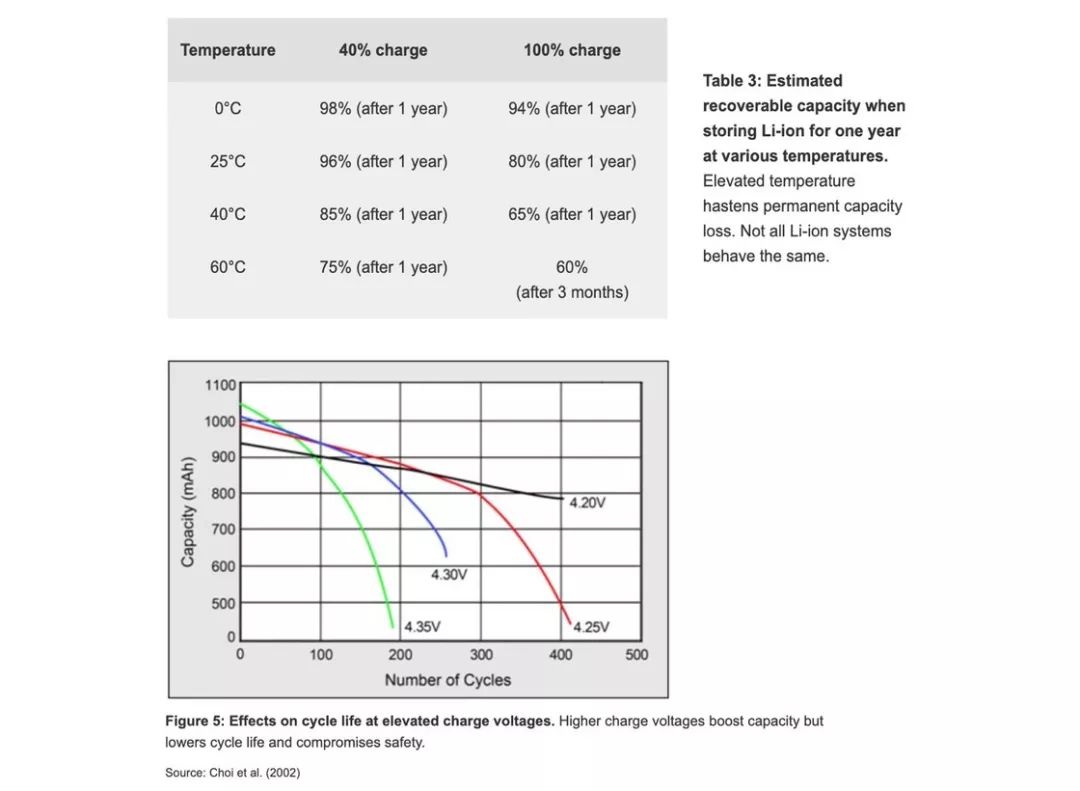 Temperature 40% charge 100% charge
0°C 98% (after 1 year) 94% (after 1 year)
25°C 96% (after 1 year) 80% (after 1 year)
40°C 85% (after 1 year) 65% (after 1 year)
60°C 75% (after 1 year) 60%
(after 3 months)
Table 3: Estimated
recoverable capacity when
storing Li-ion for one year
at various temperatures.
Elevated temperature
hastens permanent capacity
loss. Not all Li-ion systems
behave the same.
Capacity (mAh)
1100
1000
900
800
700
600
500
0
4.20V
4.30V
4.35V
4.25V
0 100 200 300 400 500
Number of Cycles
Figure 5: Effects on cycle life at elevated charge voltages. Higher charge voltages boost capacity but
lowers cycle life and compromises safety.
Source: Choi et al. (2002)